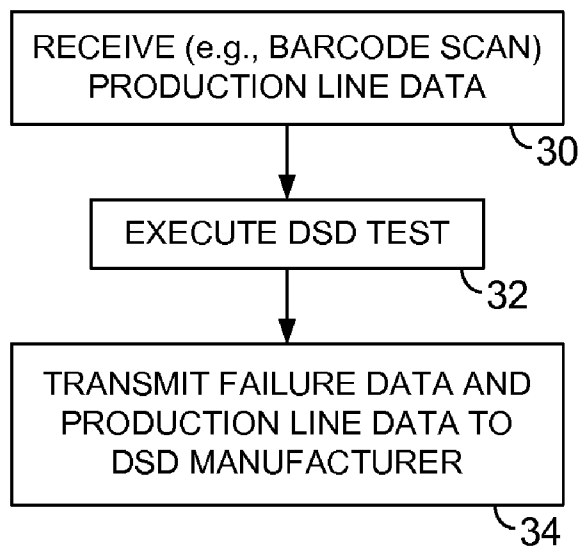 RECEIVE (e.g., BARCODE SCAN)
PRODUCTION LINE DATA
30
EXECUTE DSD TEST
32
TRANSMIT FAILURE DATA AND
PRODUCTION LINE DATA TO
DSD MANUFACTURER
34